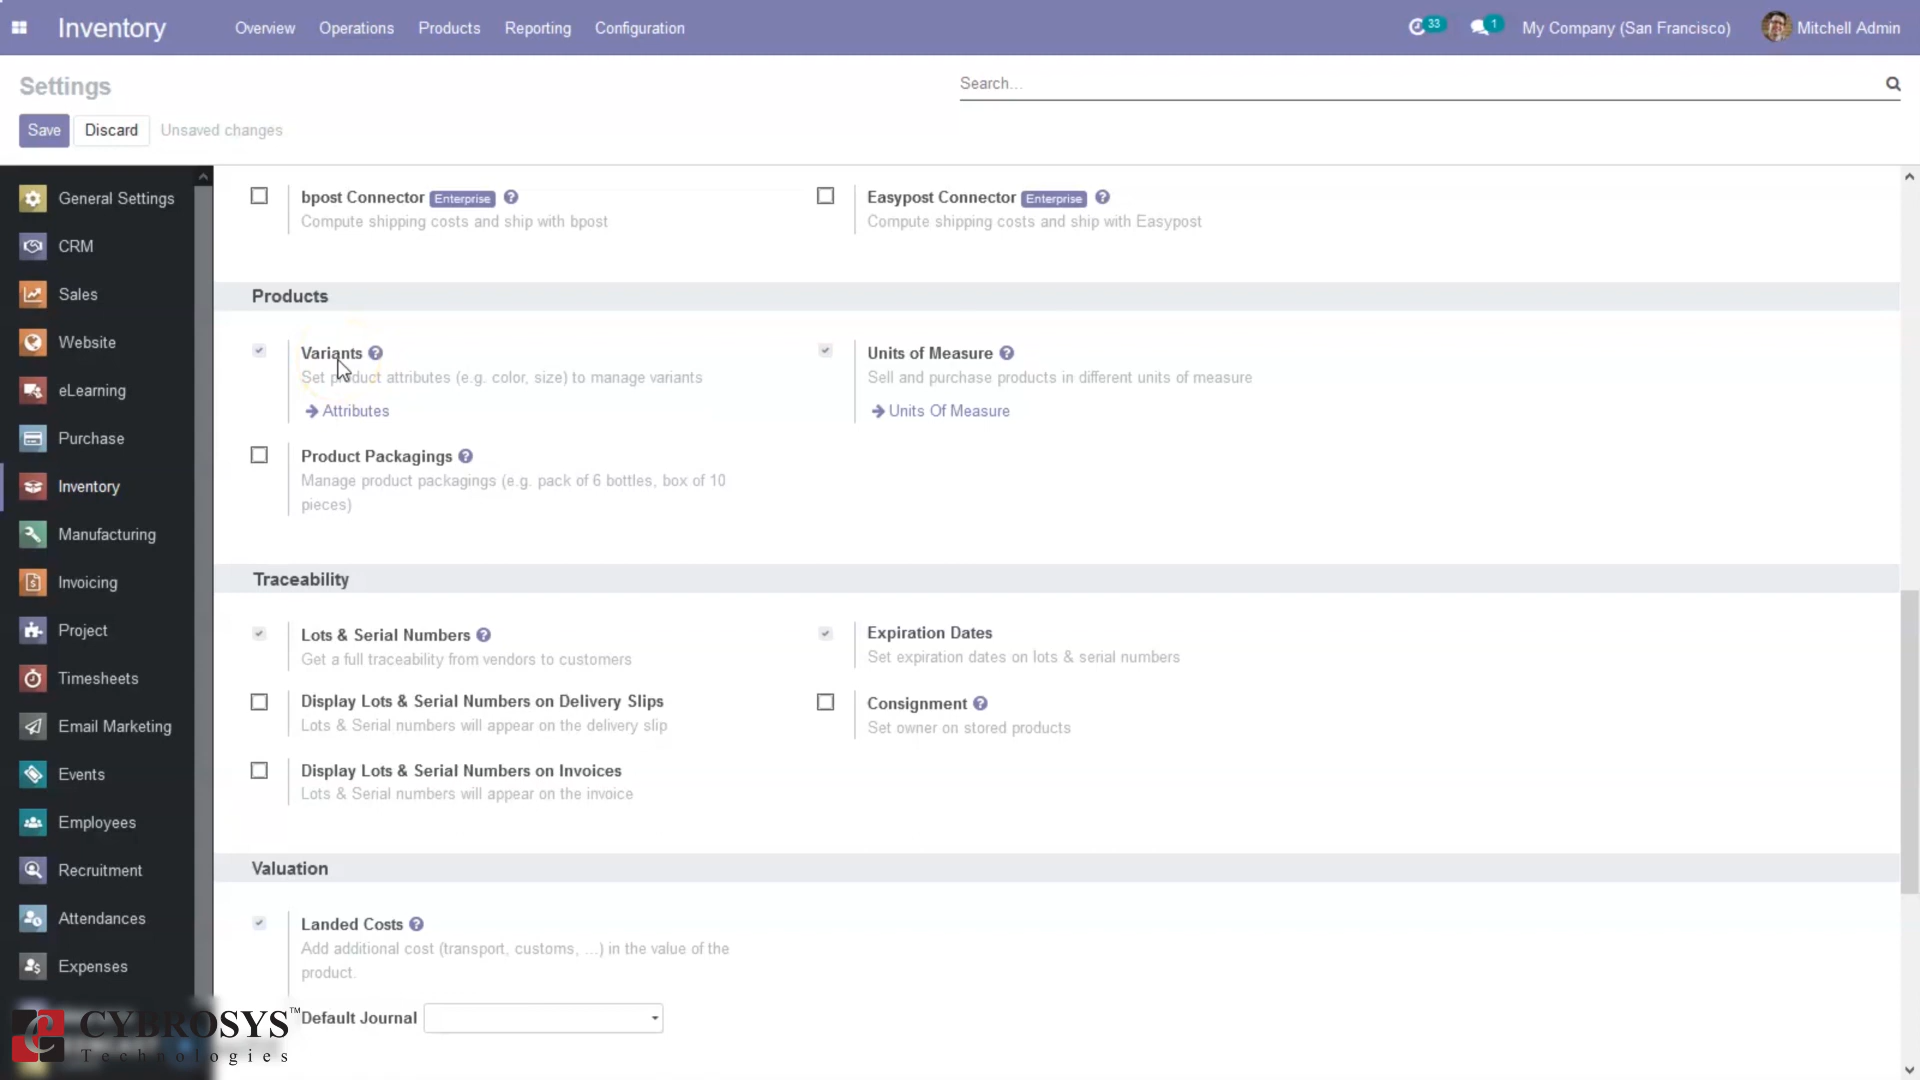 Inventory
Overview Operations Products Reporting Configuration
33 1 My Company (San Francisco) Mitchell Admin
Settings
Search...
Save Discard Unsaved changes
General Settings
CRM
Sales
Website
eLearning
Purchase
Inventory
Manufacturing
Invoicing
Project
Timesheets
Email Marketing
Events
Employees
Recruitment
Attendances
Expenses
bpost Connector Enterprise ?
Compute shipping costs and ship with bpost
Easypost Connector Enterprise ?
Compute shipping costs and ship with Easypost
Products
Variants ?
Set product attributes (e.g. color, size) to manage variants
Attributes
Units of Measure ?
Sell and purchase products in different units of measure
Units Of Measure
Product Packagings ?
Manage product packagings (e.g. pack of 6 bottles, box of 10
pieces)
Traceability
Lots & Serial Numbers ?
Get a full traceability from vendors to customers
Expiration Dates
Set expiration dates on lots & serial numbers
Display Lots & Serial Numbers on Delivery Slips
Lots & Serial numbers will appear on the delivery slip
Consignment ?
Set owner on stored products
Display Lots & Serial Numbers on Invoices
Lots & Serial numbers will appear on the invoice
Valuation
Landed Costs ?
Add additional cost (transport, customs, ...) in the value of the
product.
Default Journal
CYBROSYS™
Technologies